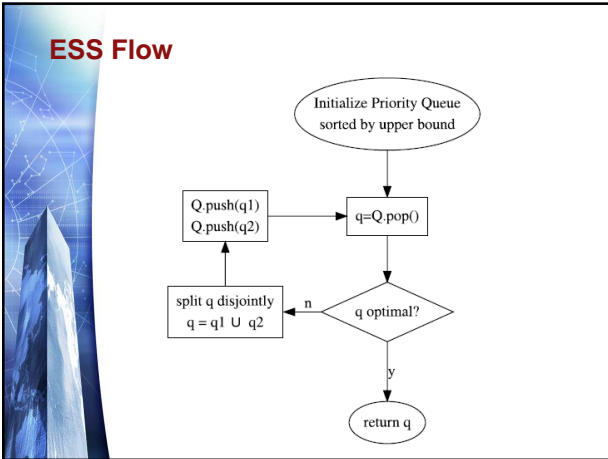 ESS Flow
Initialize Priority Queue
sorted by upper bound
Q.push(q1)
Q.push(q2)
q=Q.pop()
split q disjointly
q = q1 ∪ q2
n
q optimal?
y
return q